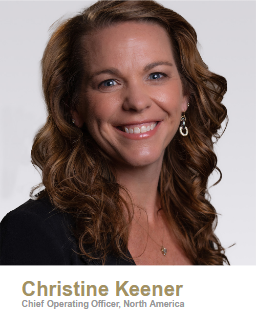 Christine Keener
Chief Operating Officer, North America